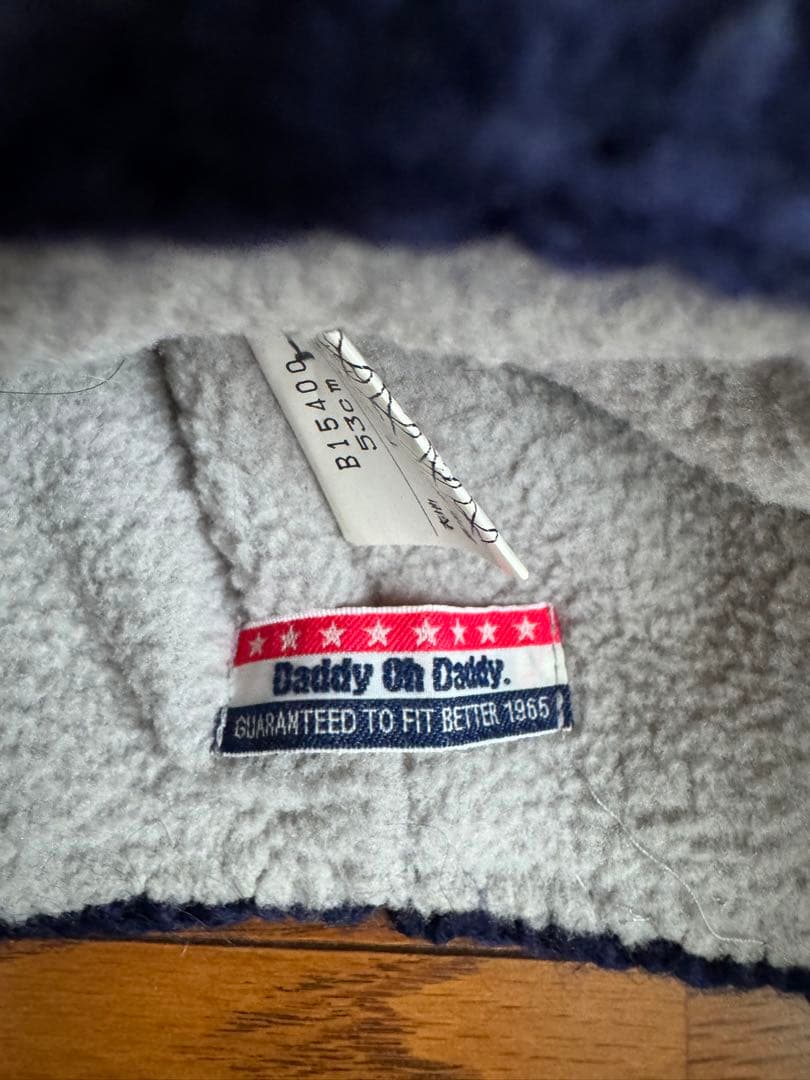 B15400
53cm
Daddy Oh Daddy.
GUARANTEED TO FIT BETTER 1965